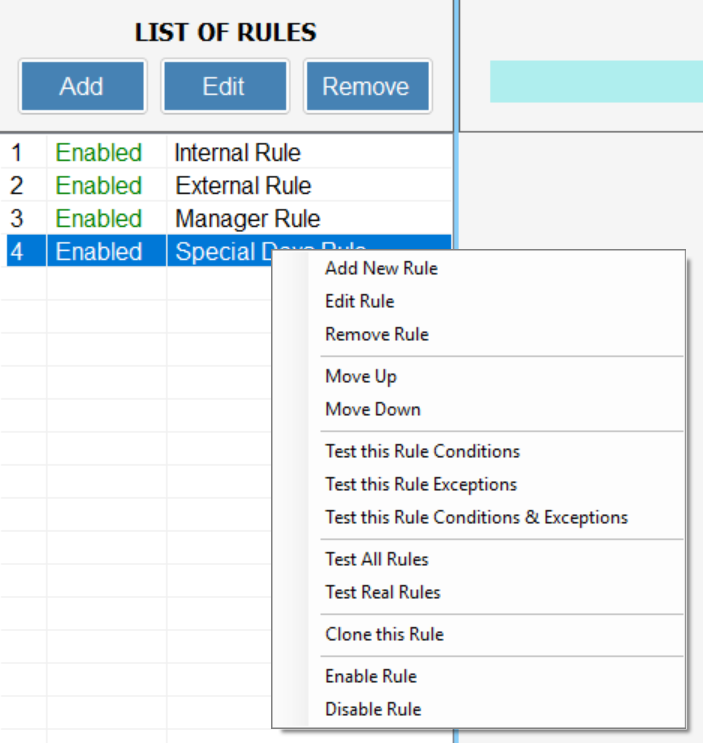 LIST OF RULES
Add Edit Remove
1 Enabled Internal Rule
2 Enabled External Rule
3 Enabled Manager Rule
4 Enabled Special Days Rule
Add New Rule
Edit Rule
Remove Rule
Move Up
Move Down
Test this Rule Conditions
Test this Rule Exceptions
Test this Rule Conditions & Exceptions
Test All Rules
Test Real Rules
Clone this Rule
Enable Rule
Disable Rule